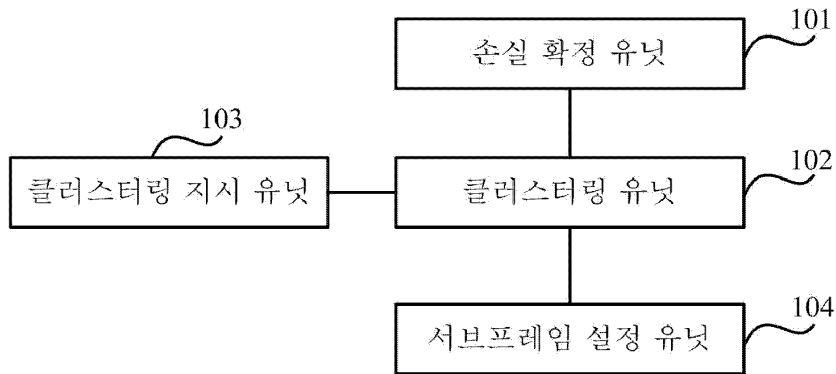 101
손실 확정 유닛
103
102
클러스터링 지시 유닛
클러스터링 유닛
104
서브프레임 설정 유닛